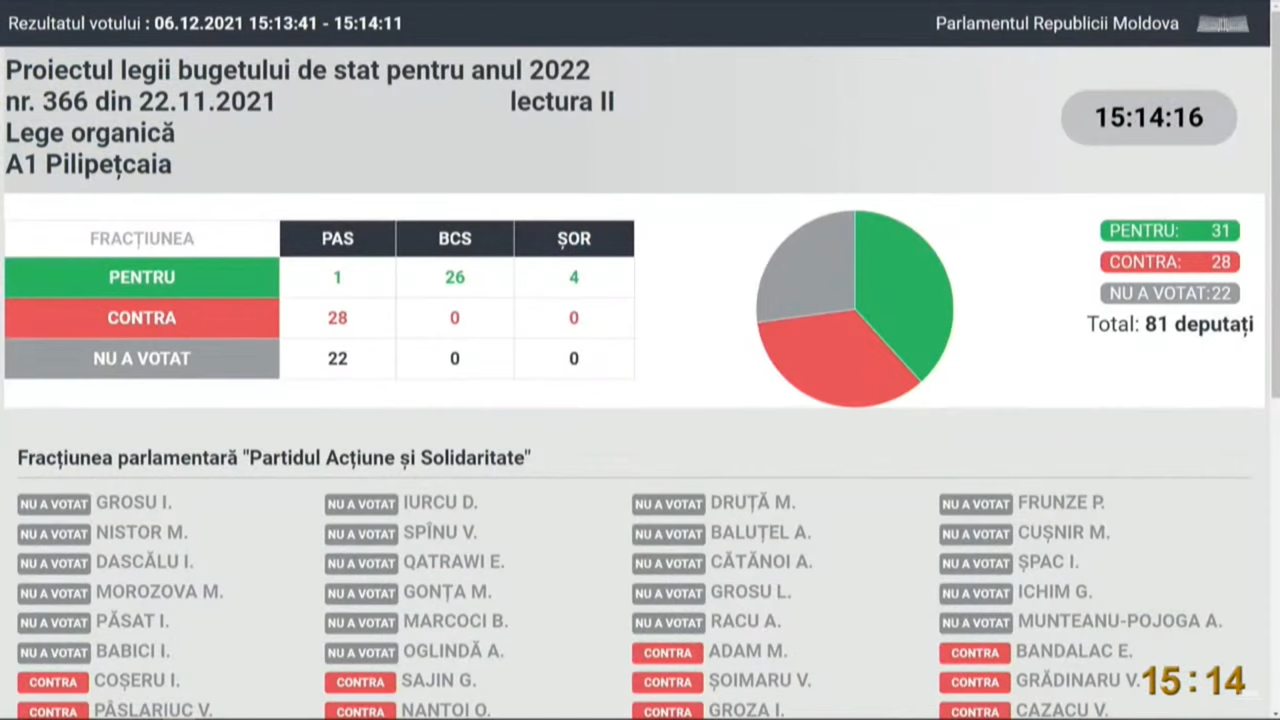 Rezultatul votului : 06.12.2021 15:13:41 - 15:14:11
Parlamentul Republicii Moldova
Proiectul legii bugetului de stat pentru anul 2022
nr. 366 din 22.11.2021 lectura II
Lege organică
A1 Pilipețcaia
15:14:16
FRACȚIUNEA PAS BCS ȘOR
PENTRU 1 26 4
CONTRA 28 0 0
NU A VOTAT 22 0 0
PENTRU: 31
CONTRA: 28
NU A VOTAT:22
Total: 81 deputați
Fracțiunea parlamentară "Partidul Acțiune și Solidaritate"
NU A VOTAT GROSU I. NU A VOTAT IURCU D. NU A VOTAT DRUȚĂ M. NU A VOTAT FRUNZE P.
NU A VOTAT NISTOR M. NU A VOTAT SPÎNU V. NU A VOTAT BALUȚEL A. NU A VOTAT CUȘNIR M.
NU A VOTAT DASCĂLU I. NU A VOTAT QATRAWI E. NU A VOTAT CĂTĂNOI A. NU A VOTAT ȘPAC I.
NU A VOTAT MOROZOVA M. NU A VOTAT GONȚA M. NU A VOTAT GROSU L. NU A VOTAT ICHIM G.
NU A VOTAT PĂSAT I. NU A VOTAT MARCOCI B. NU A VOTAT RACU A. NU A VOTAT MUNTEANU-POJOGA A.
NU A VOTAT BABICI I. NU A VOTAT OGLINDĂ A. CONTRA ADAM M. CONTRA BANDALAC E.
CONTRA COȘERU I. CONTRA SAJIN G. CONTRA ȘOIMARU V. CONTRA GRĂDINARU V.
15:14
CONTRA PÂSLARIUC V. CONTRA NANTOI O. CONTRA GROZA I. CONTRA CAZACU V.